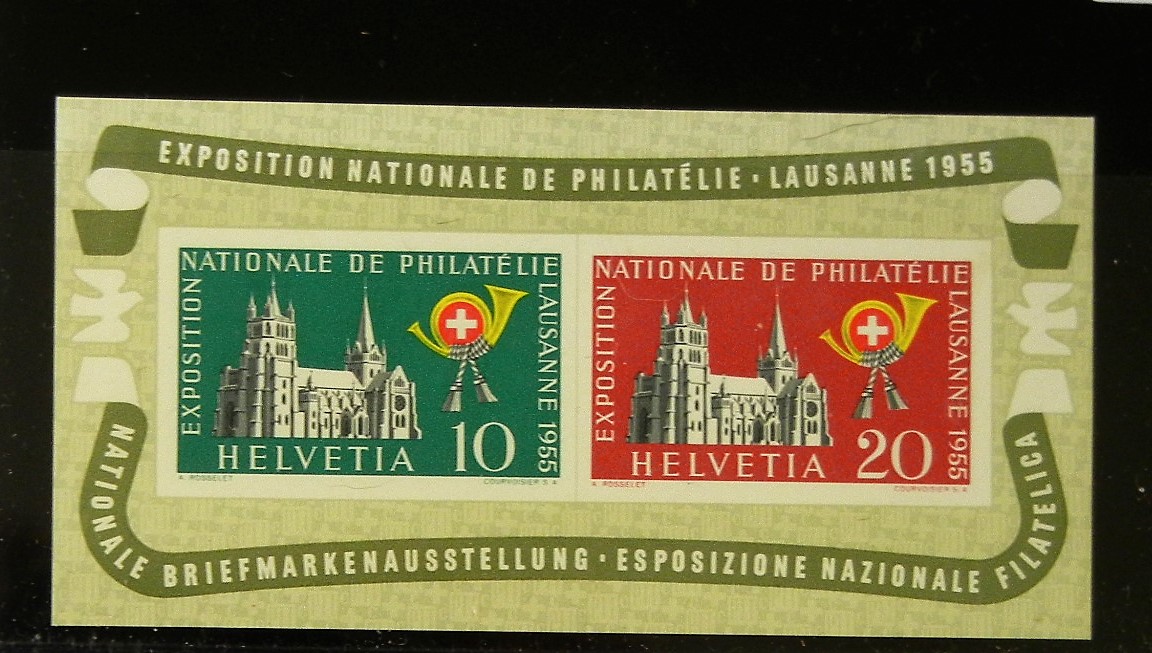 EXPOSITION NATIONALE DE PHILATÉLIE · LAUSANNE 1955
EXPOSITION
NATIONALE DE PHILATÉLIE
LAUSANNE 1955
HELVETIA 10
A. ROSSELET
COURVOISIER S A
EXPOSITION
NATIONALE DE PHILATÉLIE
LAUSANNE 1955
HELVETIA 20
A. ROSSELET
COURVOISIER S A
NATIONALE BRIEFMARKENAUSSTELLUNG · ESPOSIZIONE NAZIONALE FILATELICA